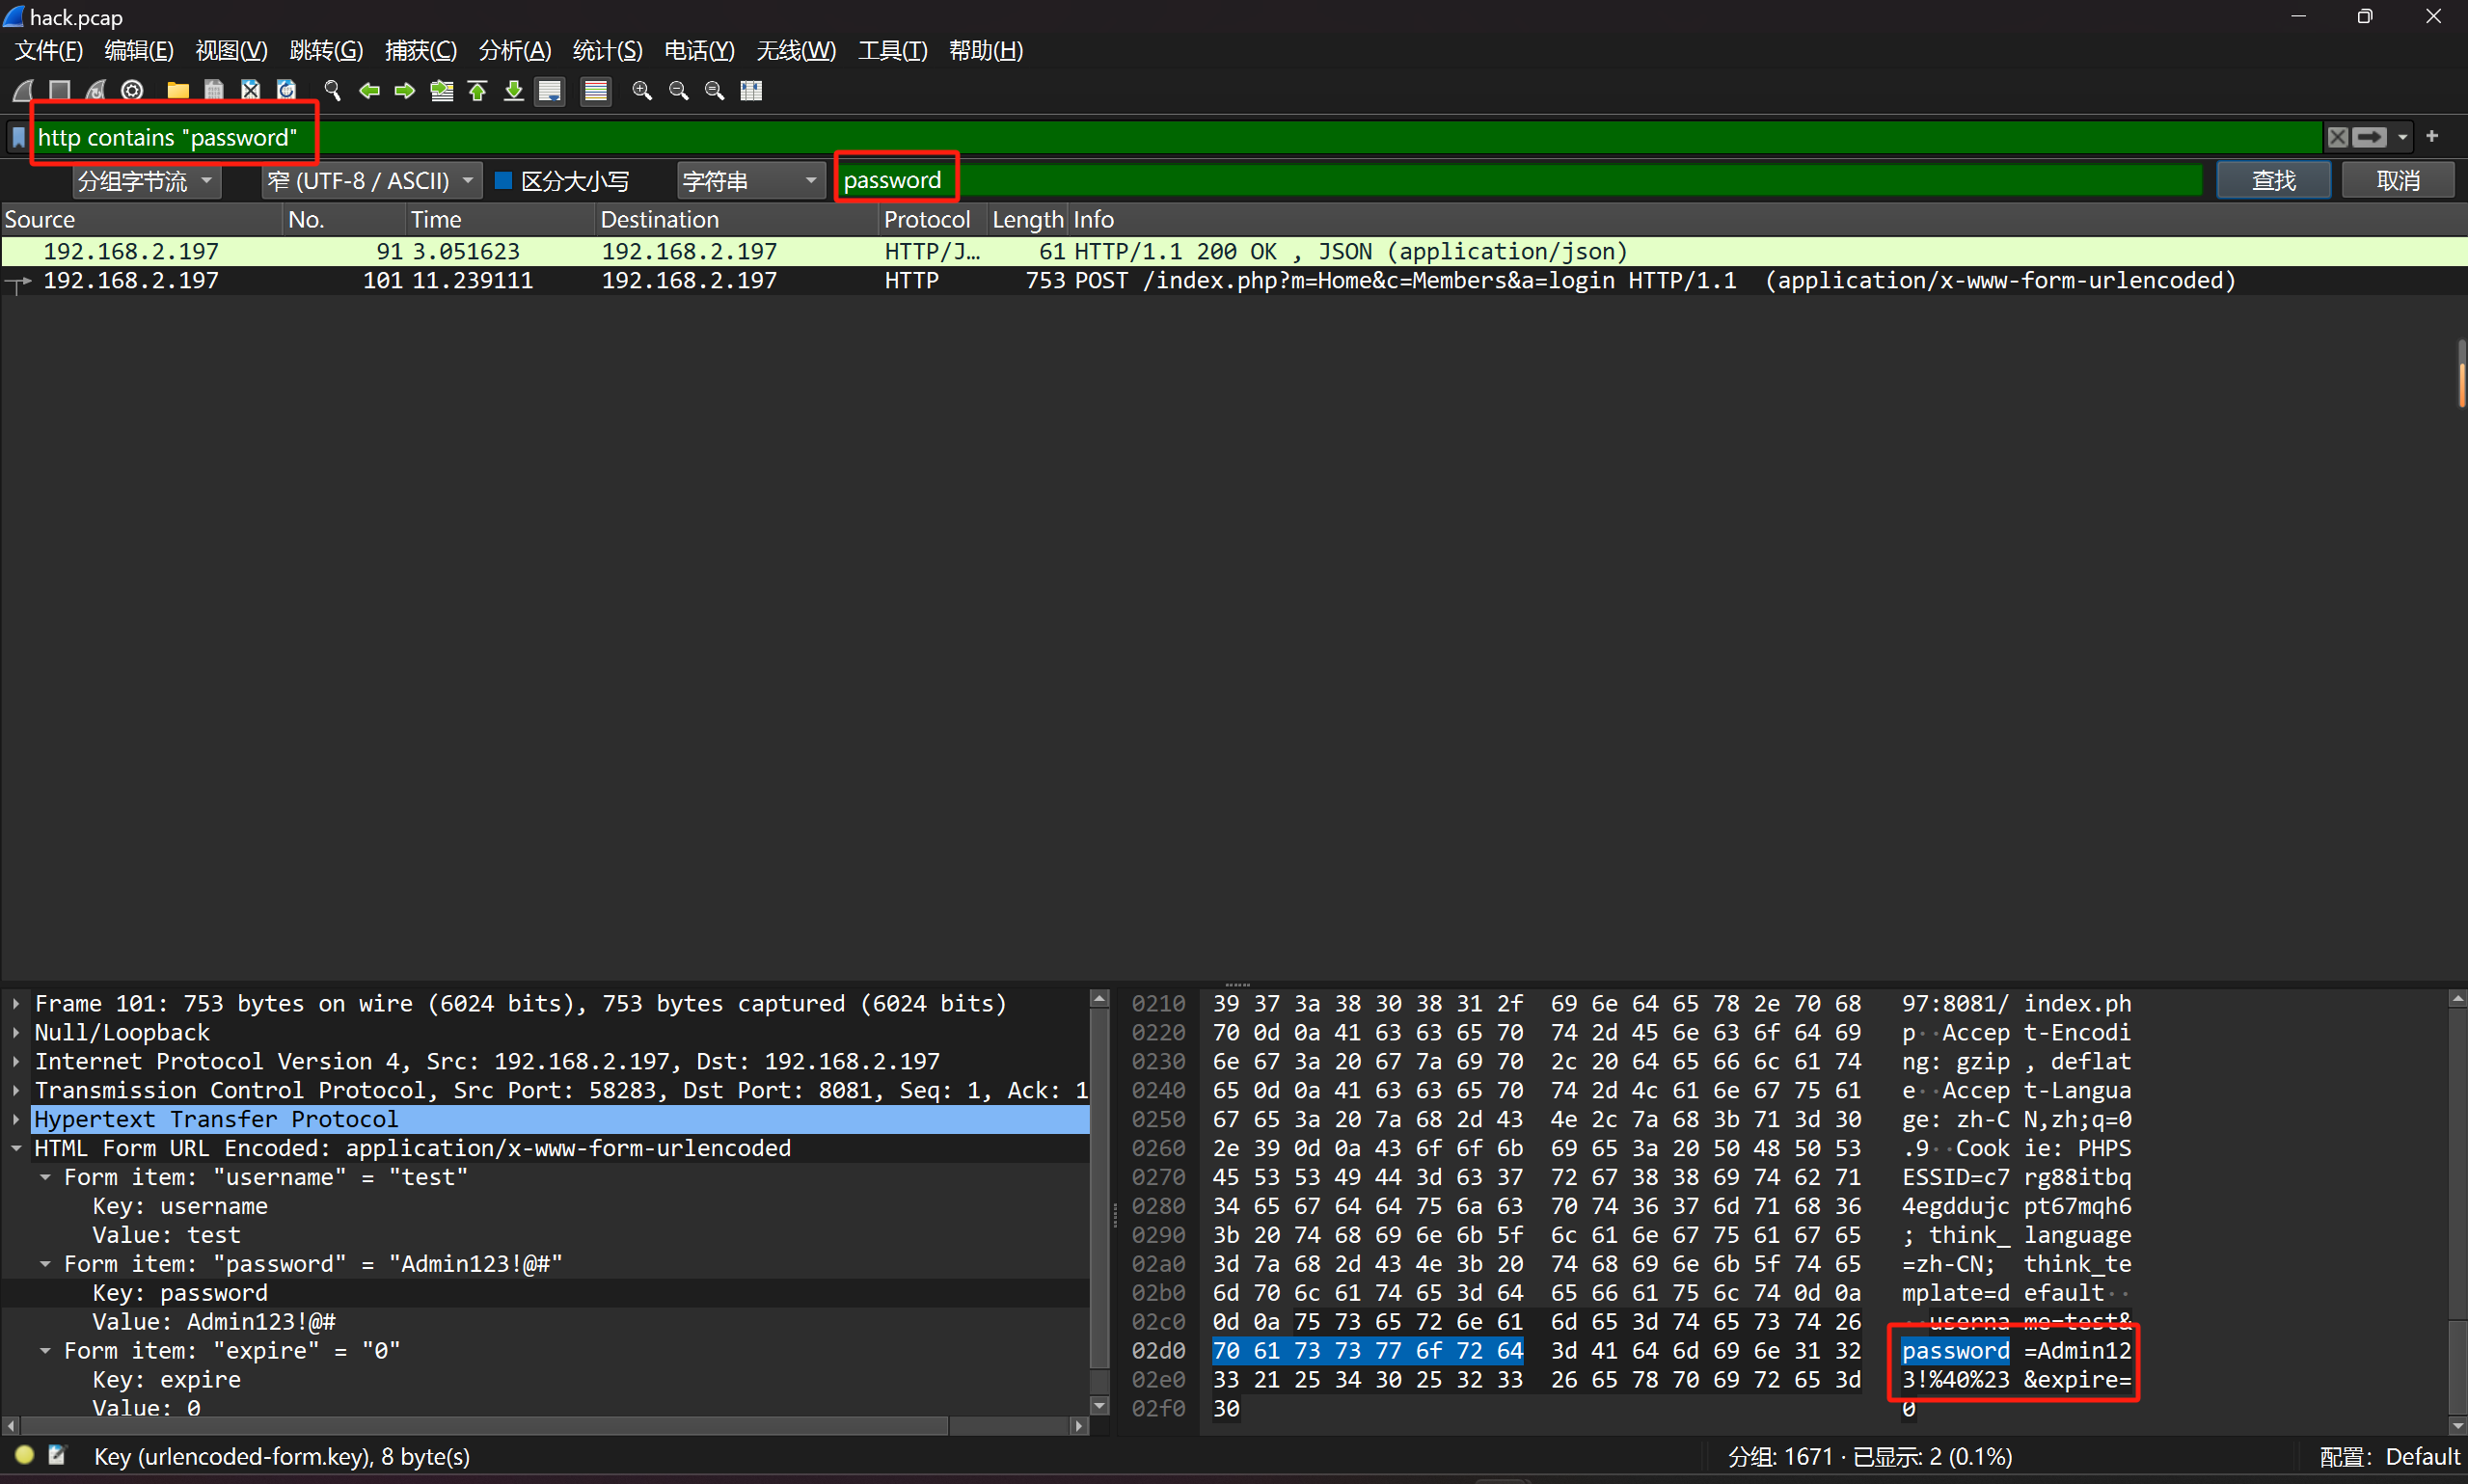 hack.pcap
文件(F) 编辑(E) 视图(V) 跳转(G) 捕获(C) 分析(A) 统计(S) 电话(Y) 无线(W) 工具(T) 帮助(H)
http contains "password"
分组字节流 窄 (UTF-8 / ASCII) 区分大小写 字符串 password 查找 取消
Source No. Time Destination Protocol Length Info
192.168.2.197 91 3.051623 192.168.2.197 HTTP/J… 61 HTTP/1.1 200 OK , JSON (application/json)
192.168.2.197 101 11.239111 192.168.2.197 HTTP 753 POST /index.php?m=Home&c=Members&a=login HTTP/1.1  (application/x-www-form-urlencoded)
Frame 101: 753 bytes on wire (6024 bits), 753 bytes captured (6024 bits)
Null/Loopback
Internet Protocol Version 4, Src: 192.168.2.197, Dst: 192.168.2.197
Transmission Control Protocol, Src Port: 58283, Dst Port: 8081, Seq: 1, Ack: 1
Hypertext Transfer Protocol
HTML Form URL Encoded: application/x-www-form-urlencoded
Form item: "username" = "test"
Key: username
Value: test
Form item: "password" = "Admin123!@#"
Key: password
Value: Admin123!@#
Form item: "expire" = "0"
Key: expire
Value: 0
0210 39 37 3a 38 30 38 31 2f 69 6e 64 65 78 2e 70 68 97:8081/ index.ph
0220 70 0d 0a 41 63 63 65 70 74 2d 45 6e 63 6f 64 69 p··Accep t-Encodi
0230 6e 67 3a 20 67 7a 69 70 2c 20 64 65 66 6c 61 74 ng: gzip , deflat
0240 65 0d 0a 41 63 63 65 70 74 2d 4c 61 6e 67 75 61 e··Accep t-Langua
0250 67 65 3a 20 7a 68 2d 43 4e 2c 7a 68 3b 71 3d 30 ge: zh-C N,zh;q=0
0260 2e 39 0d 0a 43 6f 6f 6b 69 65 3a 20 50 48 50 53 .9··Cook ie: PHPS
0270 45 53 53 49 44 3d 63 37 72 67 38 38 69 74 62 71 ESSID=c7 rg88itbq
0280 34 65 67 64 64 75 6a 63 70 74 36 37 6d 71 68 36 4egddujc pt67mqh6
0290 3b 20 74 68 69 6e 6b 5f 6c 61 6e 67 75 61 67 65 ; think_ language
02a0 3d 7a 68 2d 43 4e 3b 20 74 68 69 6e 6b 5f 74 65 =zh-CN;  think_te
02b0 6d 70 6c 61 74 65 3d 64 65 66 61 75 6c 74 0d 0a mplate=d efault··
02c0 0d 0a 75 73 65 72 6e 61 6d 65 3d 74 65 73 74 26 ··userna me=test&
02d0 70 61 73 73 77 6f 72 64 3d 41 64 6d 69 6e 31 32 password =Admin12
02e0 33 21 25 34 30 25 32 33 26 65 78 70 69 72 65 3d 3!%40%23 &expire=
02f0 30 0
Key (urlencoded-form.key), 8 byte(s) 分组: 1671 · 已显示: 2 (0.1%) 配置: Default